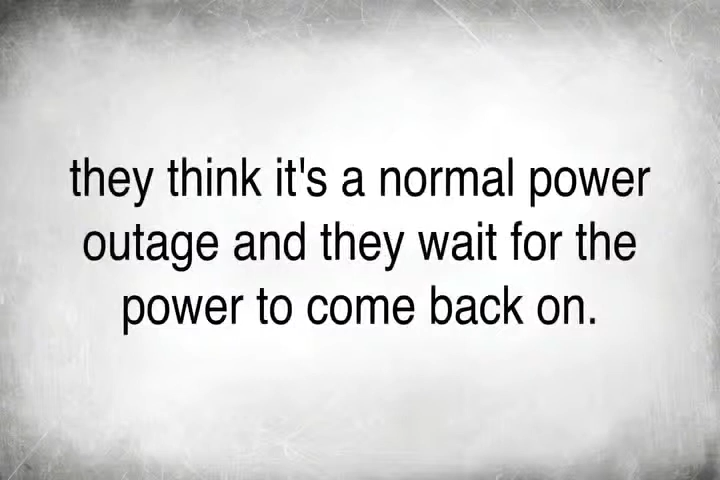 they think it's a normal power
outage and they wait for the
power to come back on.